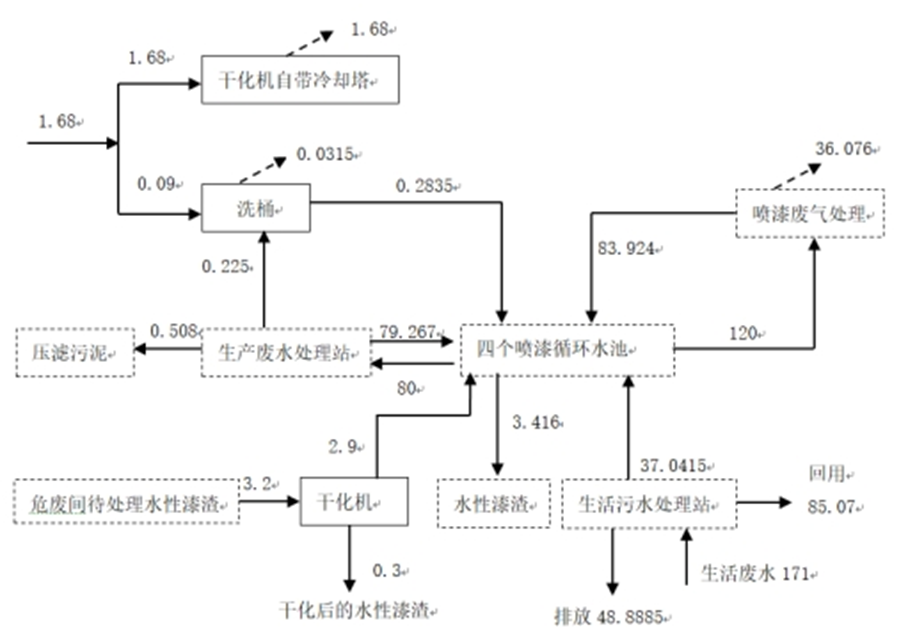 1.68
1.68
干化机自带冷却塔
1.68
0.0315
36.076
0.09
洗桶
0.2835
喷漆废气处理
83.924
0.225
0.508
79.267
120
压滤污泥
生产废水处理站
四个喷漆循环水池
80
3.416
2.9
37.0415
回用
3.2
85.07
危废间待处理水性漆渣
干化机
水性漆渣
生活污水处理站
0.3
生活废水 171
干化后的水性漆渣
排放 48.8885